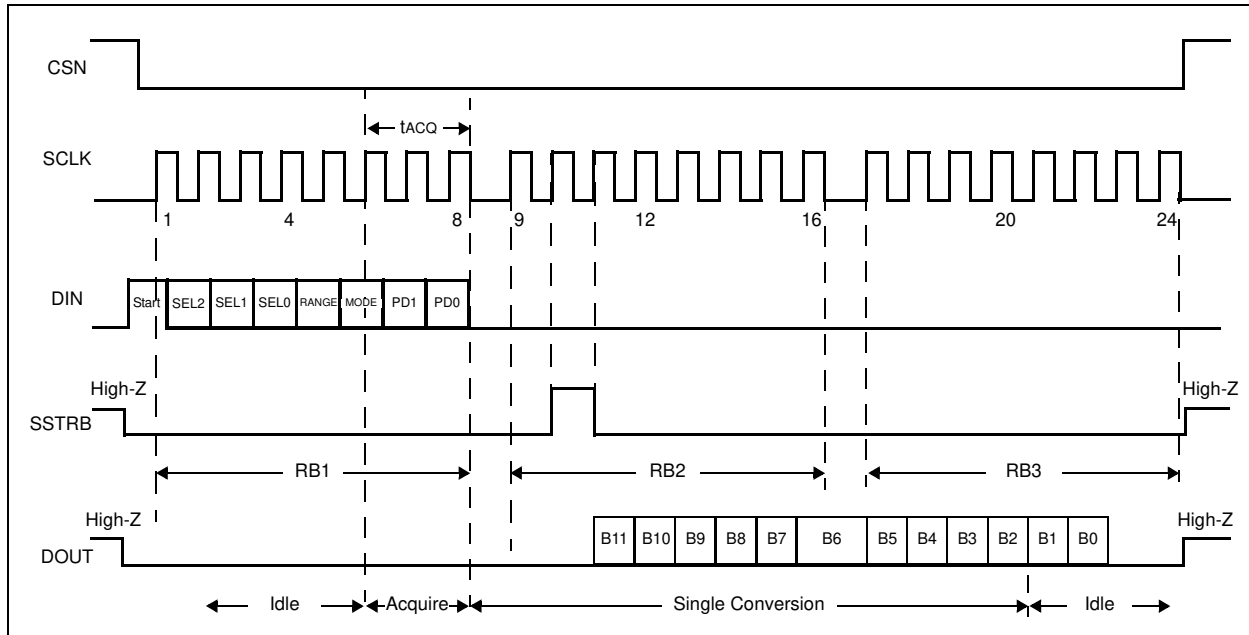 CSN
tACQ
SCLK
1 4 8 9 12 16 20 24
DIN
Start SEL2 SEL1 SEL0 RANGE MODE PD1 PD0
High-Z High-Z
SSTRB
RB1 RB2 RB3
High-Z High-Z
DOUT
B11 B10 B9 B8 B7 B6 B5 B4 B3 B2 B1 B0
Idle Acquire Single Conversion Idle